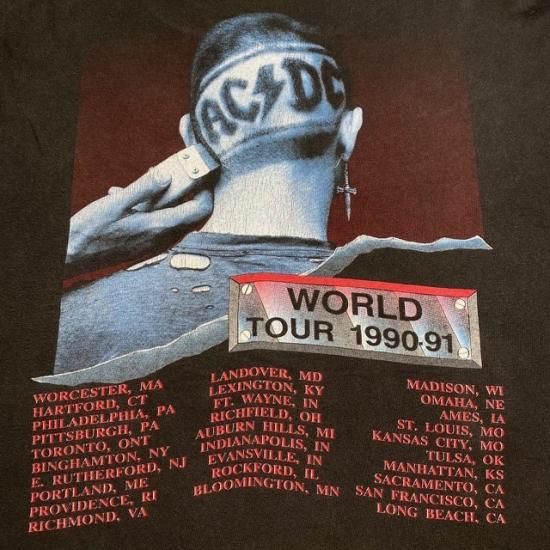 AC⚡DC
WORLD
TOUR 1990-91
WORCESTER, MA
HARTFORD, CT
PHILADELPHIA, PA
PITTSBURGH, PA
TORONTO, ONT
BINGHAMTON, NY
E. RUTHERFORD, NJ
PORTLAND, ME
PROVIDENCE, RI
RICHMOND, VA
LANDOVER, MD
LEXINGTON, KY
FT. WAYNE, IN
RICHFIELD, OH
AUBURN HILLS, MI
INDIANAPOLIS, IN
EVANSVILLE, IN
ROCKFORD, IL
BLOOMINGTON, MN
MADISON, WI
OMAHA, NE
AMES, IA
ST. LOUIS, MO
KANSAS CITY, MO
TULSA, OK
MANHATTAN, KS
SACRAMENTO, CA
SAN FRANCISCO, CA
LONG BEACH, CA